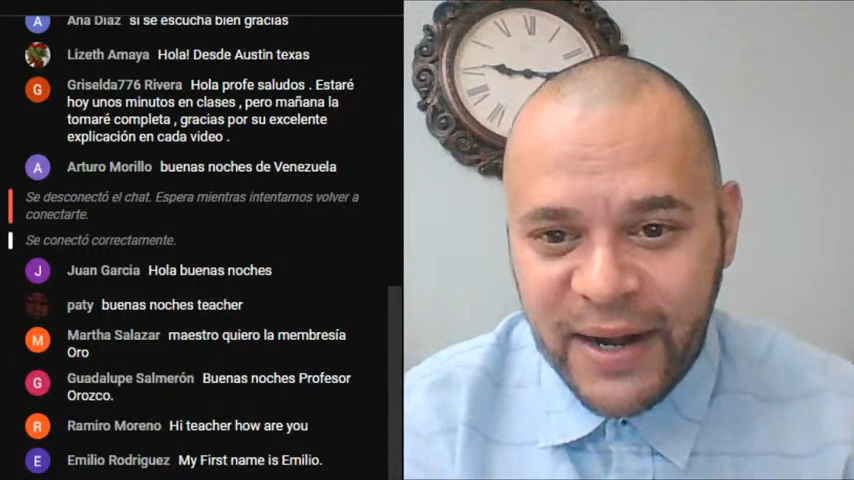 A Ana Diaz si se escucha bien gracias
Lizeth Amaya Hola! Desde Austin texas
G Griselda776 Rivera Hola profe saludos . Estaré
hoy unos minutos en clases , pero mañana la
tomaré completa , gracias por su excelente
explicación en cada video .
A Arturo Morillo buenas noches de Venezuela
Se desconectó el chat. Espera mientras intentamos volver a
conectarte.
Se conectó correctamente.
J Juan Garcia Hola buenas noches
paty buenas noches teacher
M Martha Salazar maestro quiero la membresía
Oro
G Guadalupe Salmerón Buenas noches Profesor
Orozco.
R Ramiro Moreno Hi teacher how are you
E Emilio Rodriguez My First name is Emilio.